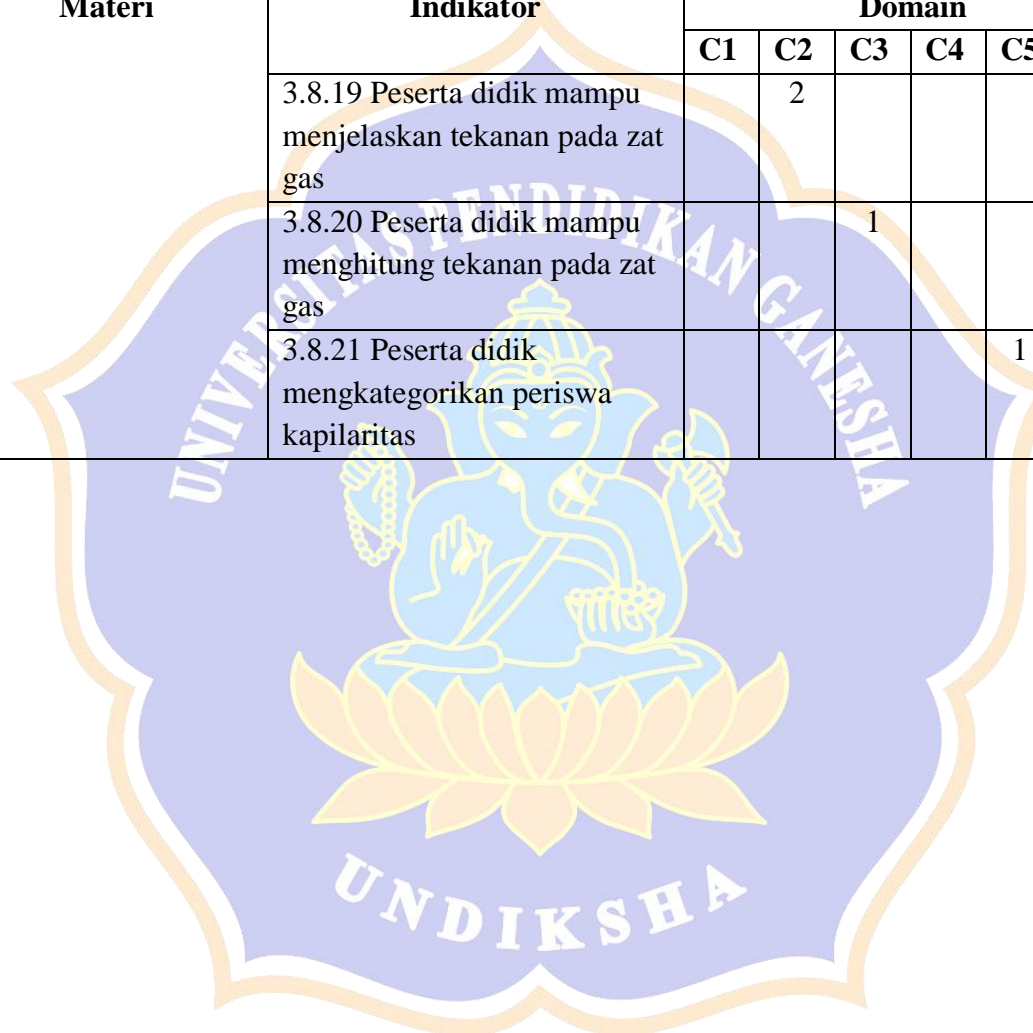 Materi Indikator Domain
C1 C2 C3 C4 C5
3.8.19 Peserta didik mampu 2
menjelaskan tekanan pada zat
gas
3.8.20 Peserta didik mampu 1
menghitung tekanan pada zat
gas
3.8.21 Peserta didik 1
mengkategorikan periswa
kapilaritas
UNIVERSITAS PENDIDIKAN GANESHA
UNDIKSHA